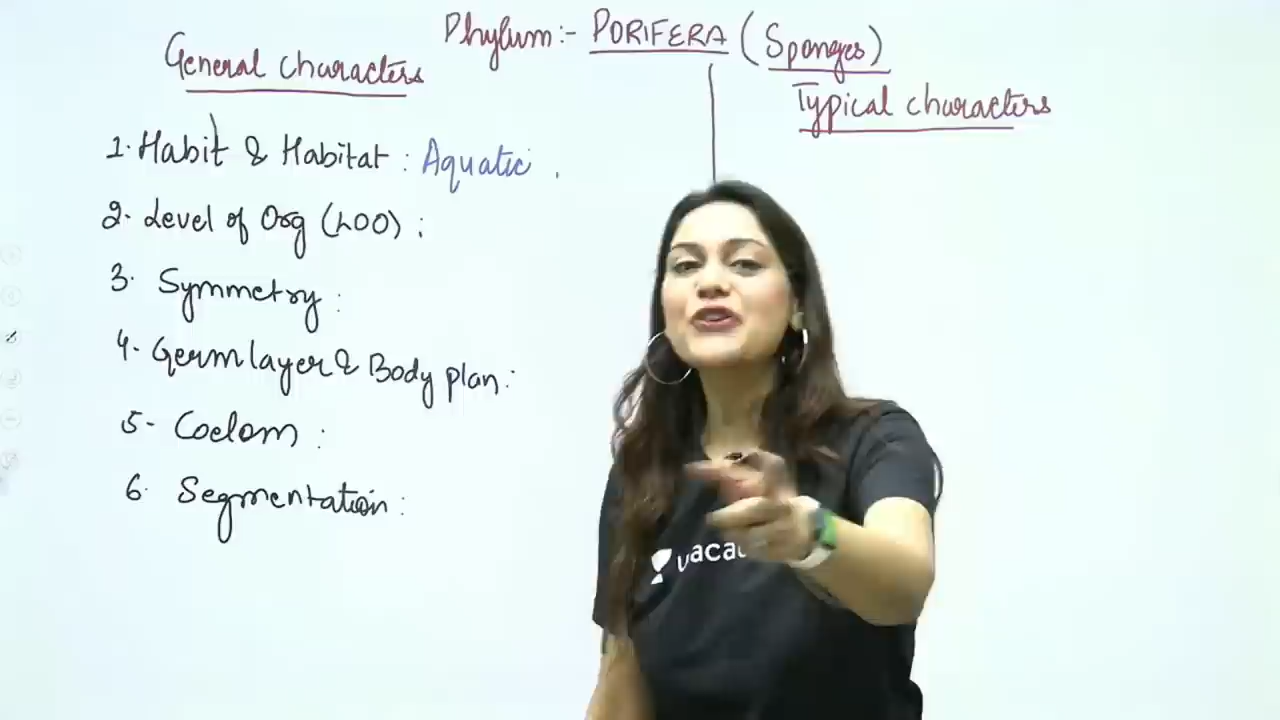 Phylum:- PORIFERA (Sponges)
General characters
Typical characters
1. Habit & Habitat : Aquatic .
2. Level of Org (LOO) :
3. Symmetry :
4. Germ layer & Body plan :
5- Coelom :
6. Segmentation :